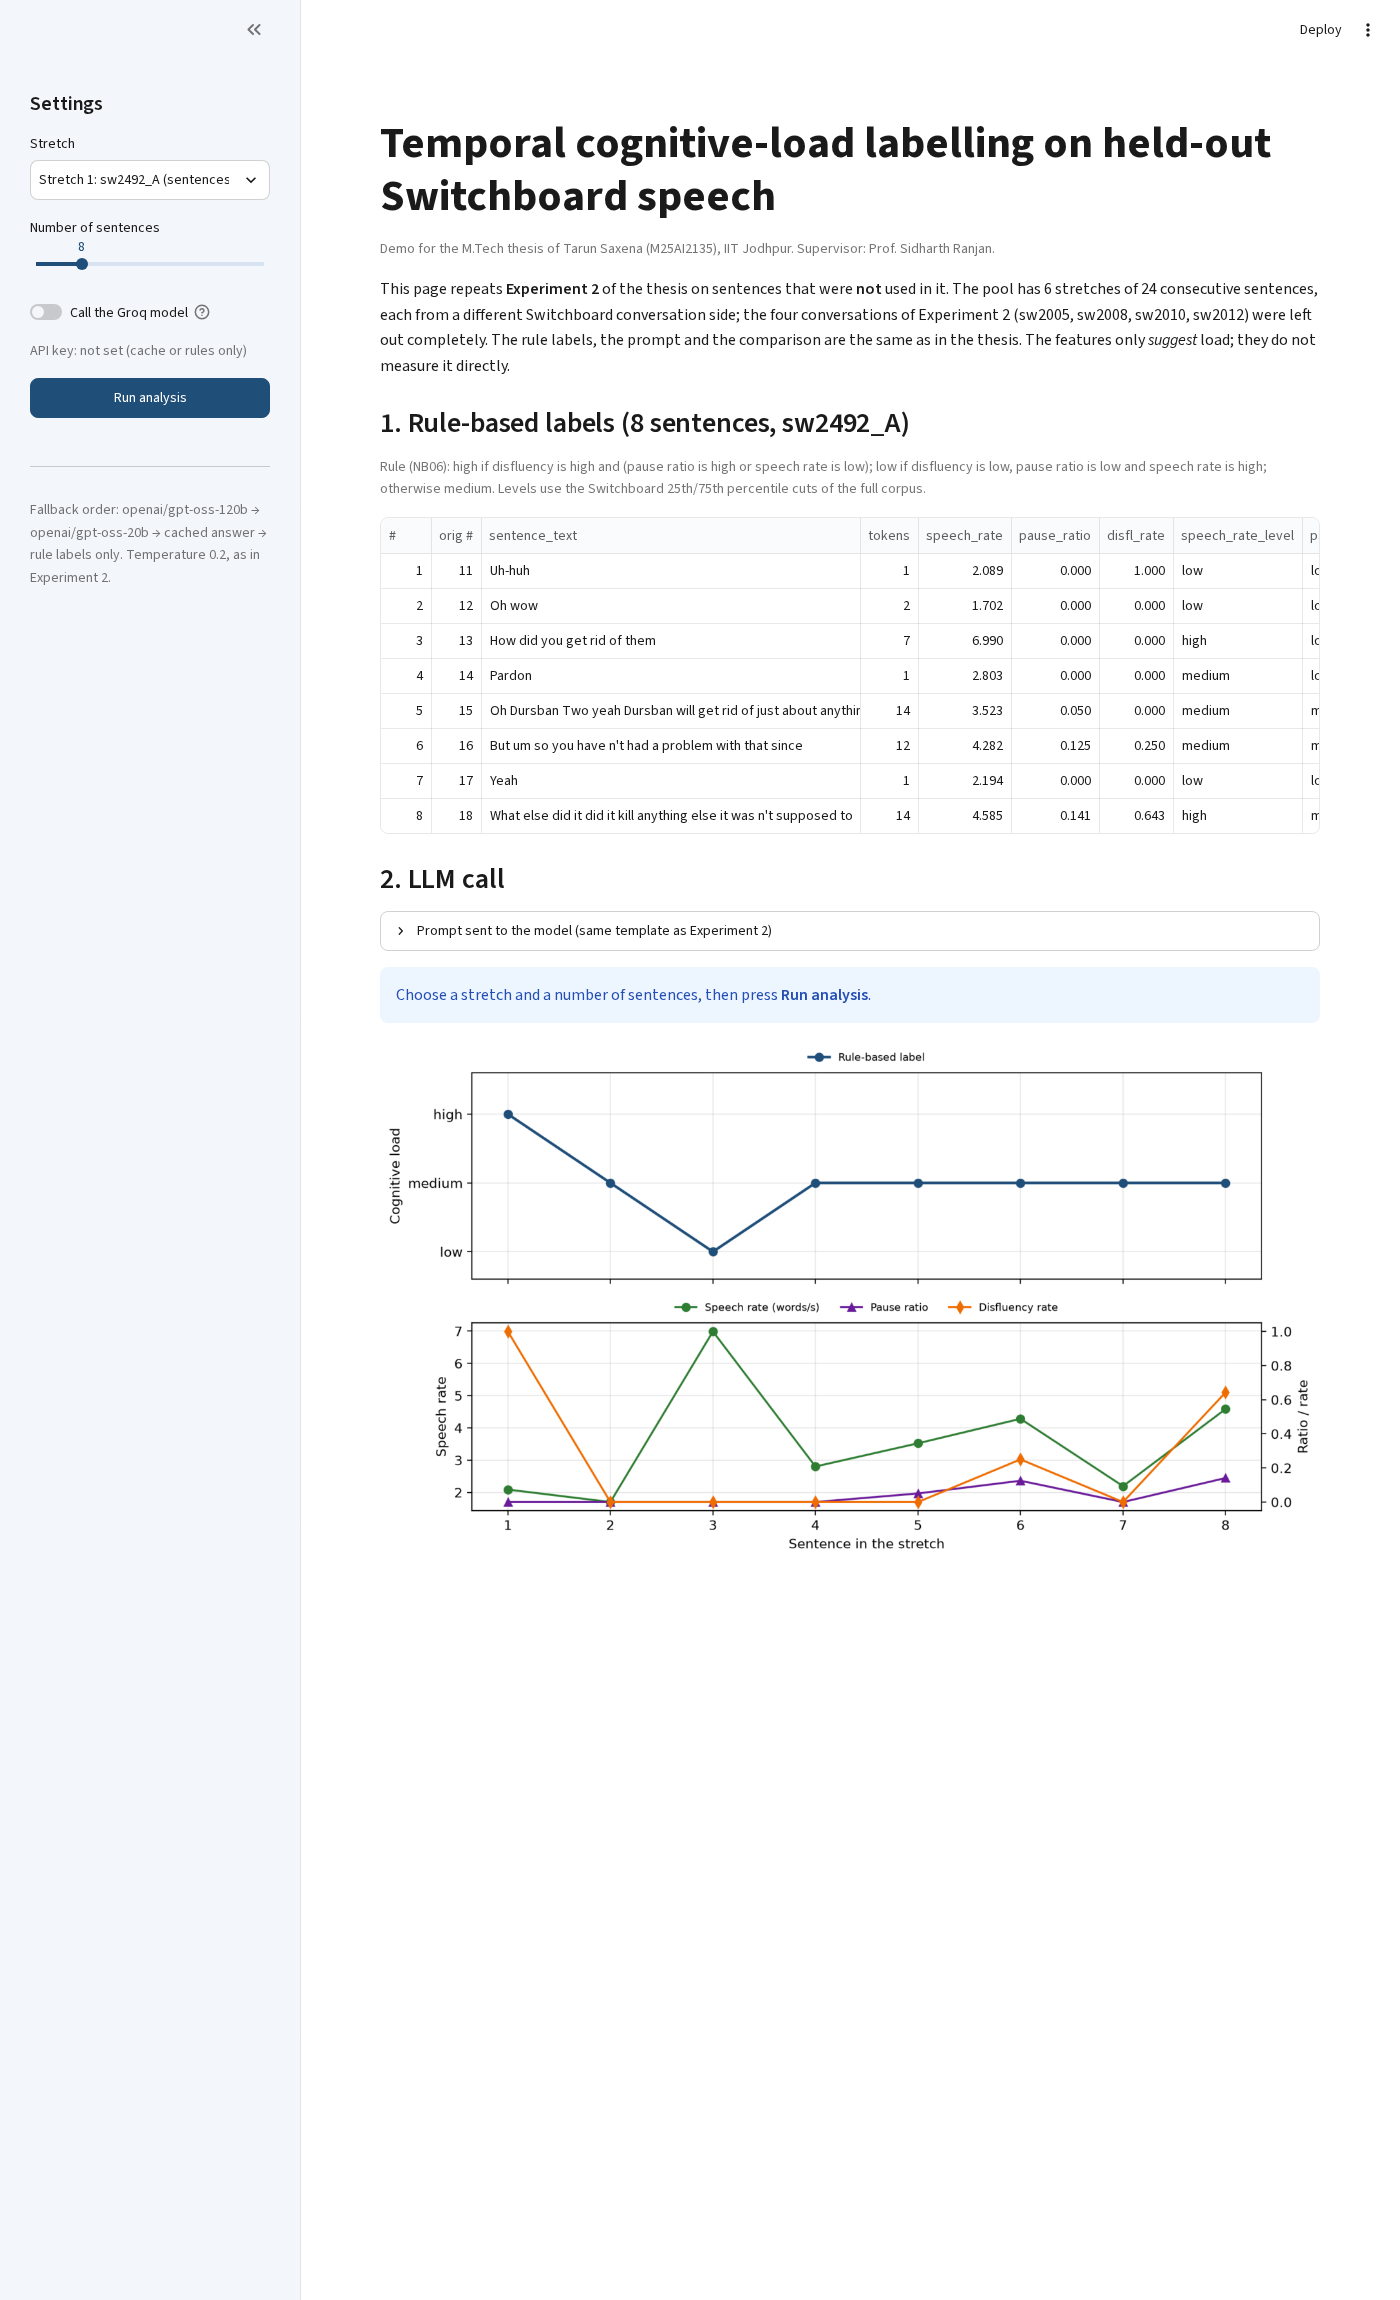 Deploy
Settings
Stretch
Stretch 1: sw2492_A (sentences
Number of sentences
8
Call the Groq model
API key: not set (cache or rules only)
Run analysis
Fallback order: openai/gpt-oss-120b →
openai/gpt-oss-20b → cached answer →
rule labels only. Temperature 0.2, as in
Experiment 2.
Temporal cognitive-load labelling on held-out
Switchboard speech
Demo for the M.Tech thesis of Tarun Saxena (M25AI2135), IIT Jodhpur. Supervisor: Prof. Sidharth Ranjan.
This page repeats Experiment 2 of the thesis on sentences that were not used in it. The pool has 6 stretches of 24 consecutive sentences,
each from a different Switchboard conversation side; the four conversations of Experiment 2 (sw2005, sw2008, sw2010, sw2012) were left
out completely. The rule labels, the prompt and the comparison are the same as in the thesis. The features only suggest load; they do not
measure it directly.
1. Rule-based labels (8 sentences, sw2492_A)
Rule (NB06): high if disfluency is high and (pause ratio is high or speech rate is low); low if disfluency is low, pause ratio is low and speech rate is high;
otherwise medium. Levels use the Switchboard 25th/75th percentile cuts of the full corpus.
# orig # sentence_text tokens speech_rate pause_ratio disfl_rate speech_rate_level p
1 11 Uh-huh 1 2.089 0.000 1.000 low lo
2 12 Oh wow 2 1.702 0.000 0.000 low lo
3 13 How did you get rid of them 7 6.990 0.000 0.000 high lo
4 14 Pardon 1 2.803 0.000 0.000 medium lo
5 15 Oh Dursban Two yeah Dursban will get rid of just about anythin 14 3.523 0.050 0.000 medium m
6 16 But um so you have n't had a problem with that since 12 4.282 0.125 0.250 medium m
7 17 Yeah 1 2.194 0.000 0.000 low lo
8 18 What else did it did it kill anything else it was n't supposed to 14 4.585 0.141 0.643 high m
2. LLM call
Prompt sent to the model (same template as Experiment 2)
Choose a stretch and a number of sentences, then press Run analysis.
Rule-based label
Cognitive load
high
medium
low
Speech rate (words/s) Pause ratio Disfluency rate
Speech rate
7
6
5
4
3
2
1.0
0.8
0.6
0.4
0.2
0.0
Ratio / rate
1 2 3 4 5 6 7 8
Sentence in the stretch